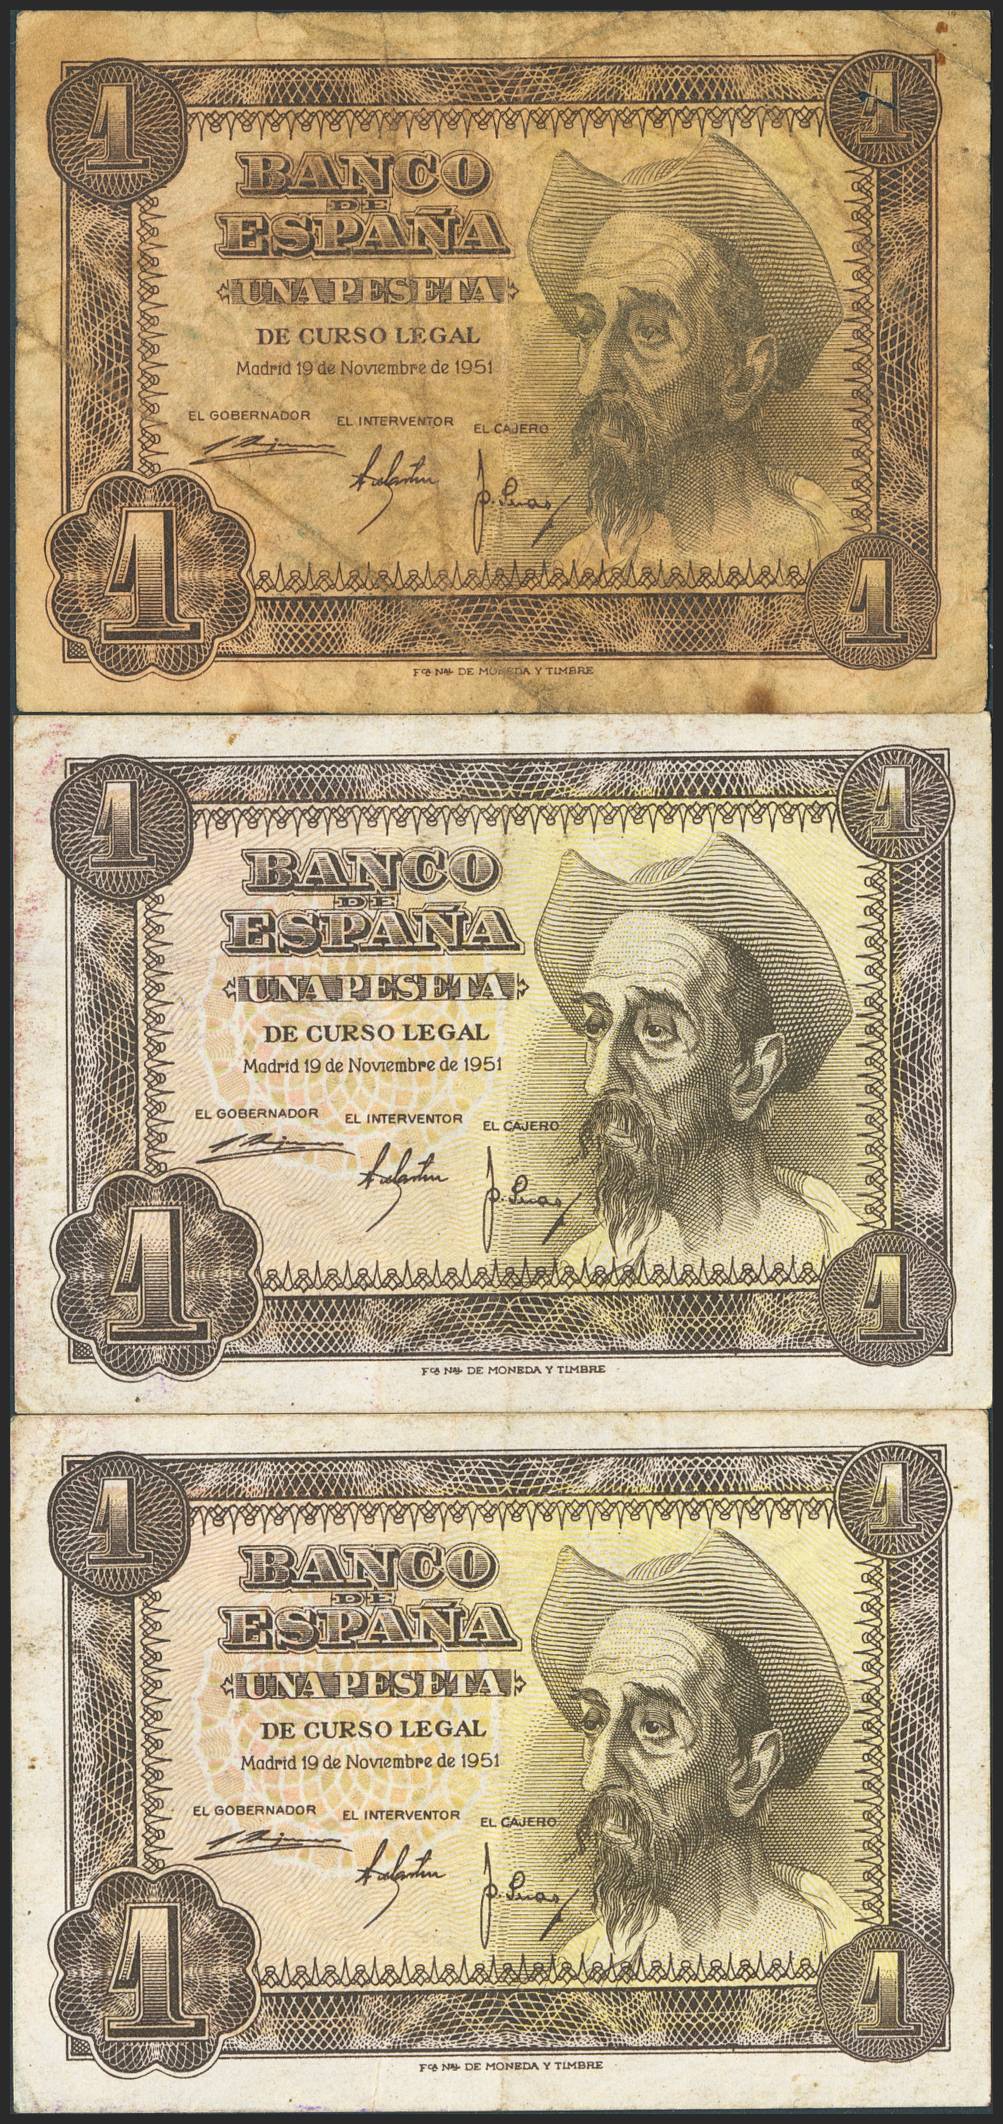 1 1
BANCO
DE
ESPAÑA
UNA PESETA
DE CURSO LEGAL
Madrid 19 de Noviembre de 1951
EL GOBERNADOR EL INTERVENTOR EL CAJERO
1 1
Fca Nal DE MONEDA Y TIMBRE
1 1
BANCO
DE
ESPAÑA
UNA PESETA
DE CURSO LEGAL
Madrid 19 de Noviembre de 1951
EL GOBERNADOR EL INTERVENTOR EL CAJERO
1 1
Fca Nal DE MONEDA Y TIMBRE
1 1
BANCO
DE
ESPAÑA
UNA PESETA
DE CURSO LEGAL
Madrid 19 de Noviembre de 1951
EL GOBERNADOR EL INTERVENTOR EL CAJERO
1 1
Fca Nal DE MONEDA Y TIMBRE